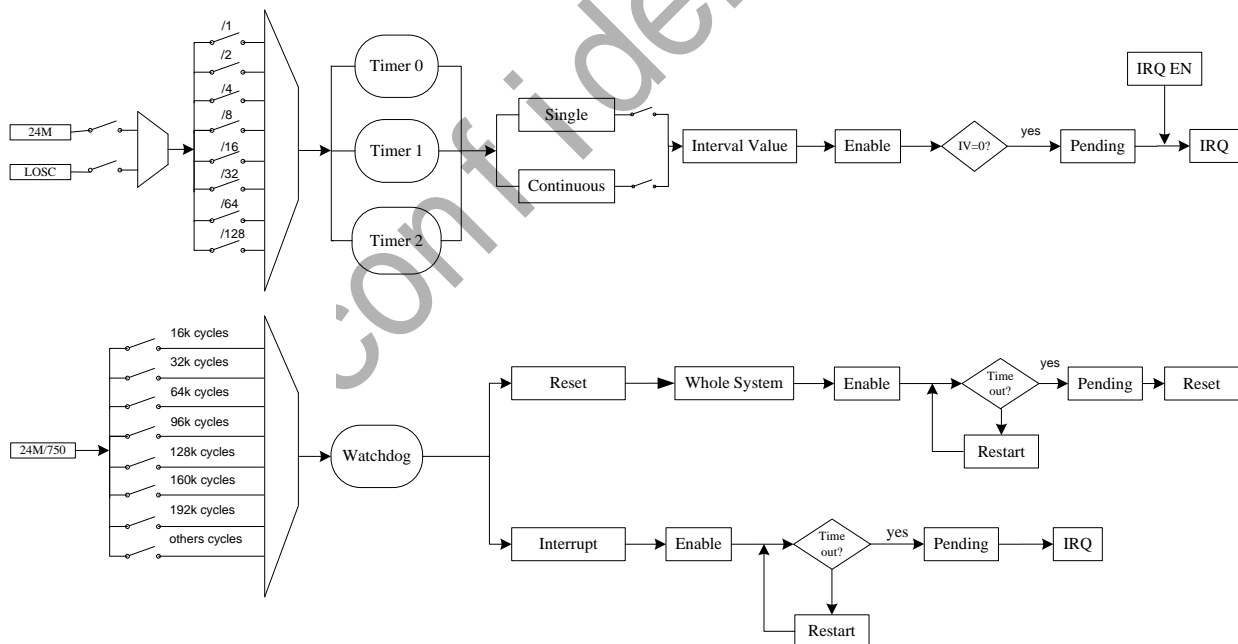 /1
/2
/4
/8
/16
/32
/64
/128
24M
LOSC
Timer 0
Timer 1
Timer 2
Single
Continuous
Interval Value
Enable
IV=0?
yes
Pending
IRQ EN
IRQ
confiden
16k cycles
32k cycles
64k cycles
96k cycles
128k cycles
160k cycles
192k cycles
others cycles
24M/750
Watchdog
Reset
Whole System
Enable
Time
out?
yes
Pending
Reset
Restart
Interrupt
Enable
Time
out?
yes
Pending
IRQ
Restart